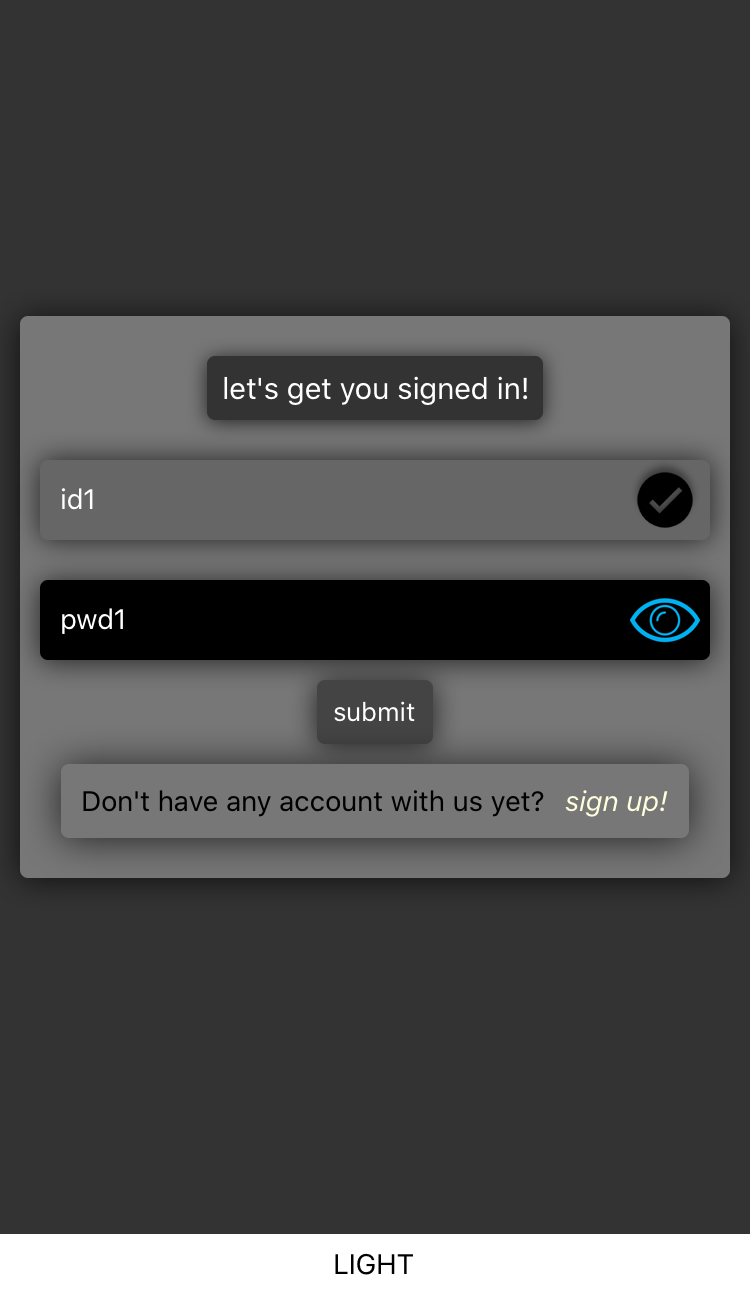 let's get you signed in!
id1
pwd1
submit
Don't have any account with us yet? sign up!
LIGHT